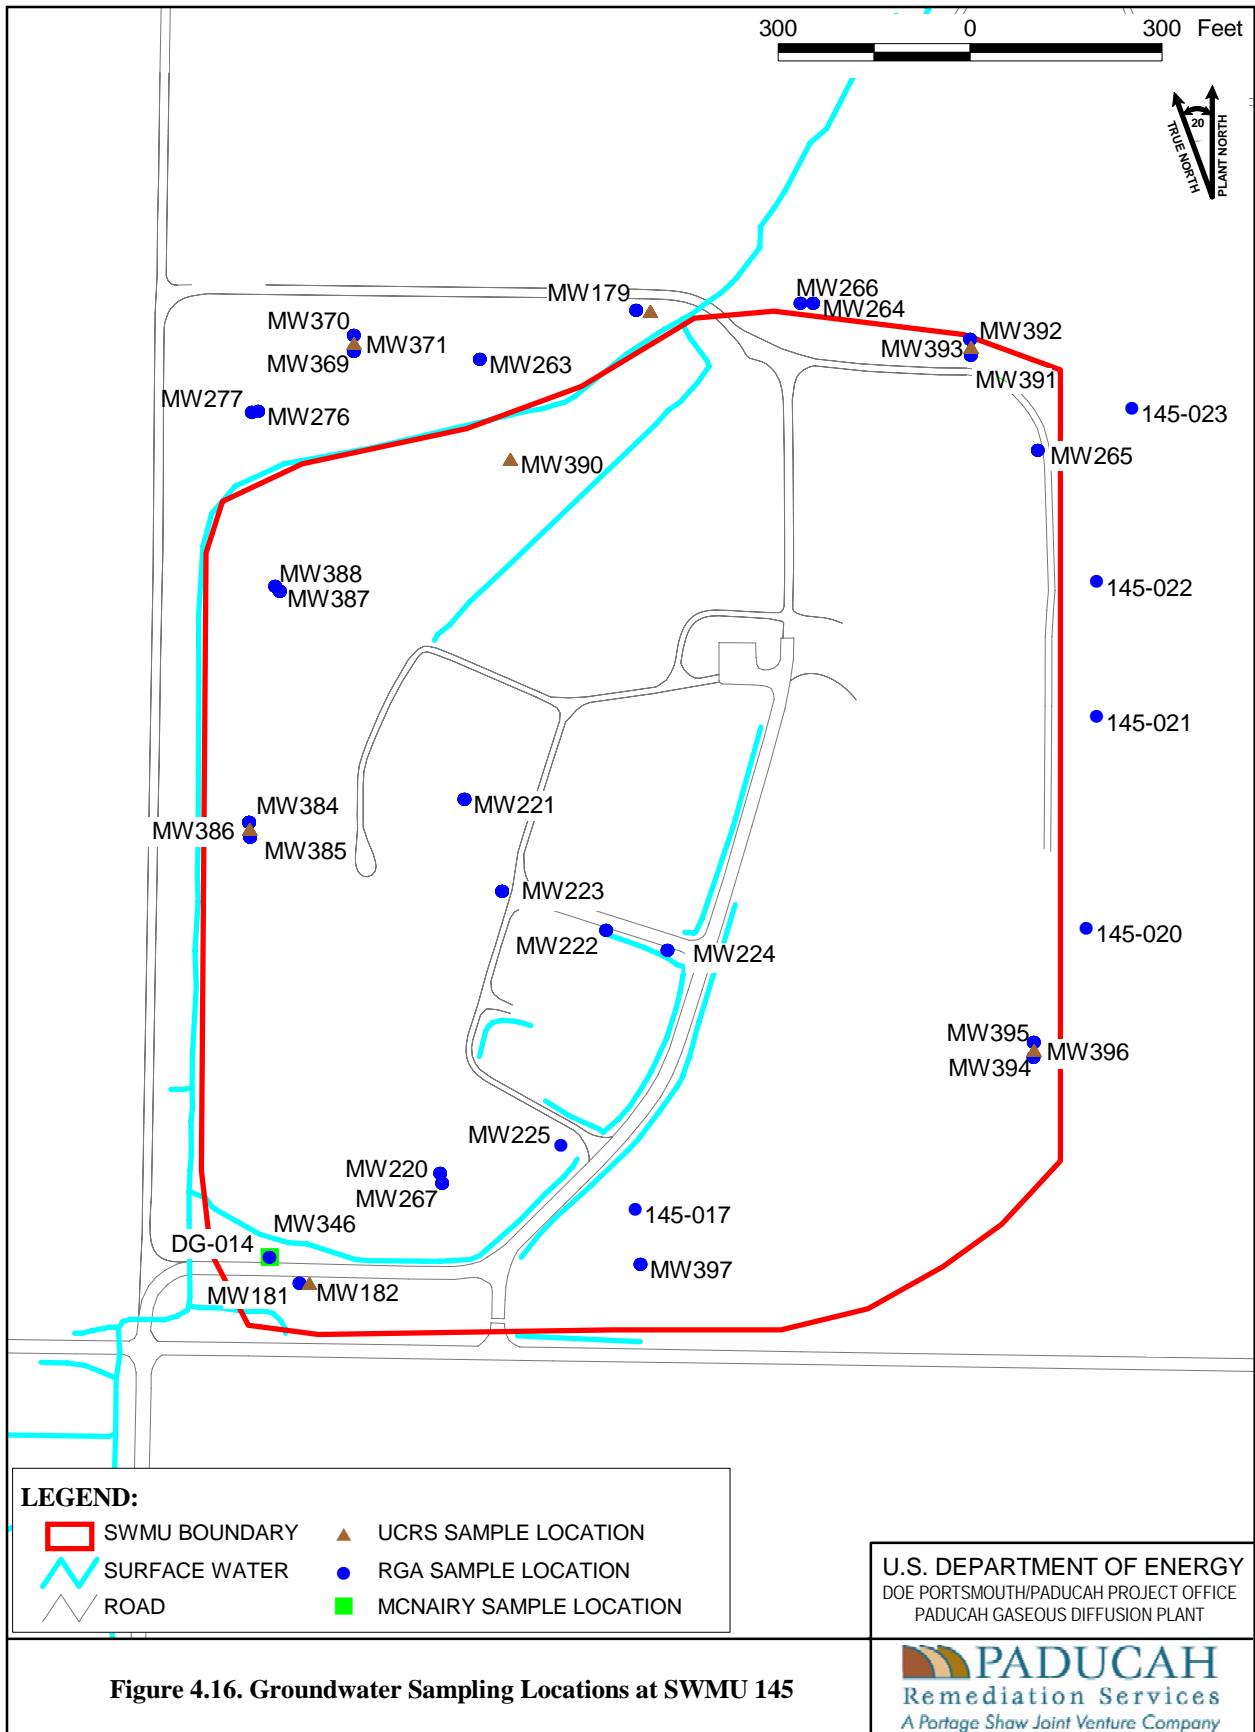 300 0 300 Feet
TRUE NORTH
20
PLANT NORTH
MW266
MW179
MW264
MW370
MW371
MW369
MW263
MW392
MW393
MW391
MW277
MW276
145-023
MW265
MW390
MW388
MW387
145-022
145-021
MW384
MW221
MW386
MW385
MW223
MW222
MW224
145-020
MW395
MW396
MW394
MW225
MW220
MW267
145-017
MW346
DG-014
MW397
MW181
MW182
LEGEND:
SWMU BOUNDARY
UCRS SAMPLE LOCATION
SURFACE WATER
RGA SAMPLE LOCATION
ROAD
MCNAIRY SAMPLE LOCATION
U.S. DEPARTMENT OF ENERGY
DOE PORTSMOUTH/PADUCAH PROJECT OFFICE
PADUCAH GASEOUS DIFFUSION PLANT
Figure 4.16. Groundwater Sampling Locations at SWMU 145
PADUCAH
Remediation Services
A Portage Shaw Joint Venture Company